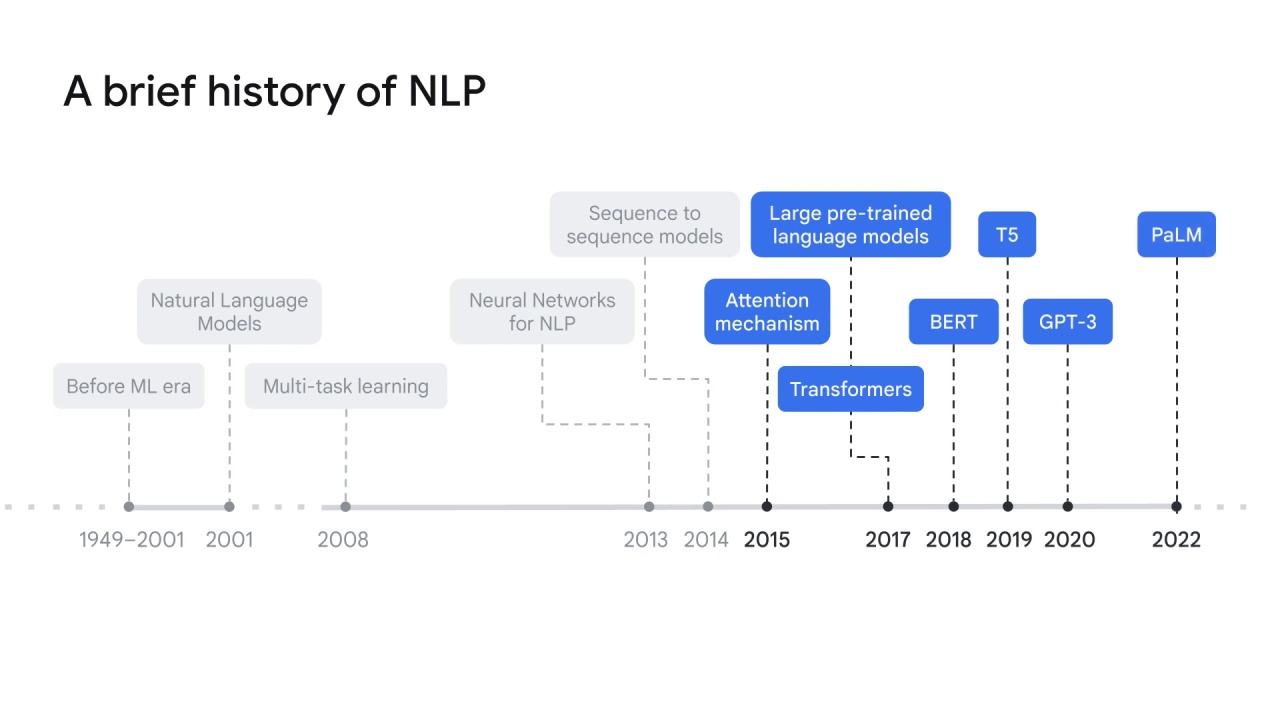 A brief history of NLP
Sequence to
sequence models
Large pre-trained
language models
T5
PaLM
Natural Language
Models
Neural Networks
for NLP
Attention
mechanism
BERT
GPT-3
Before ML era
Multi-task learning
Transformers
1949–2001
2001
2008
2013
2014
2015
2017
2018
2019
2020
2022